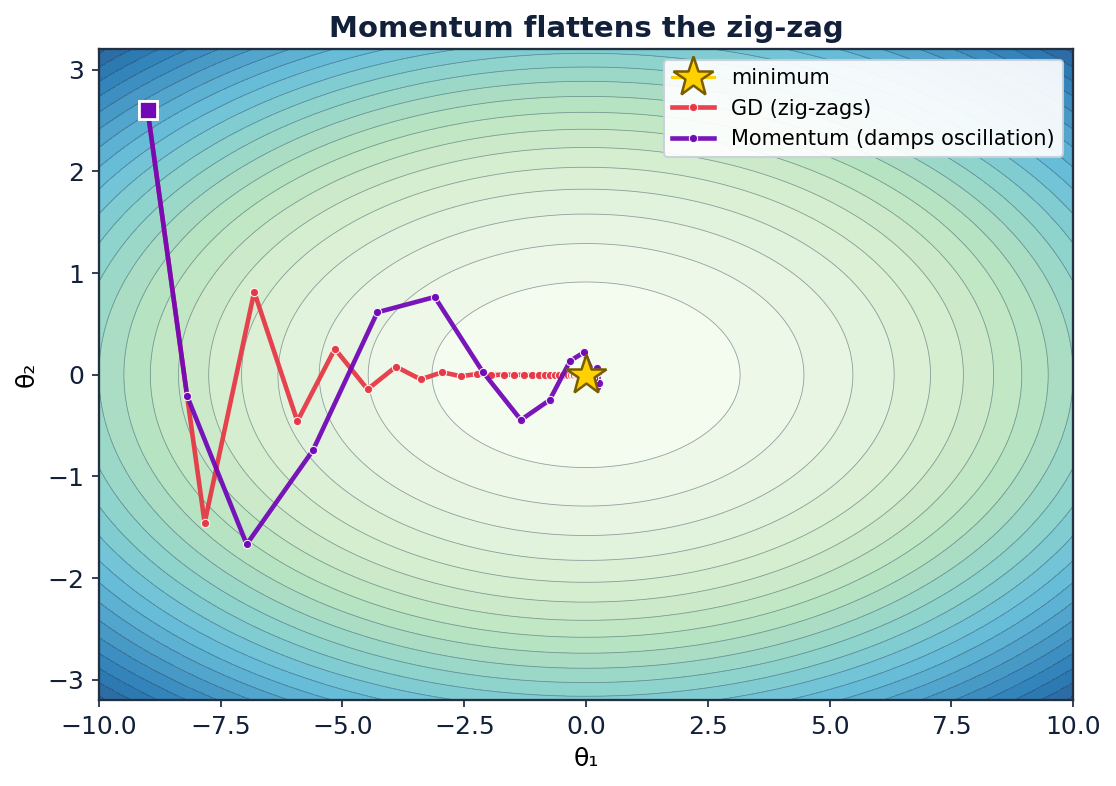 Momentum flattens the zig-zag
minimum
GD (zig-zags)
Momentum (damps oscillation)
3
2
1
0
−1
−2
−3
θ₂
−10.0 −7.5 −5.0 −2.5 0.0 2.5 5.0 7.5 10.0
θ₁